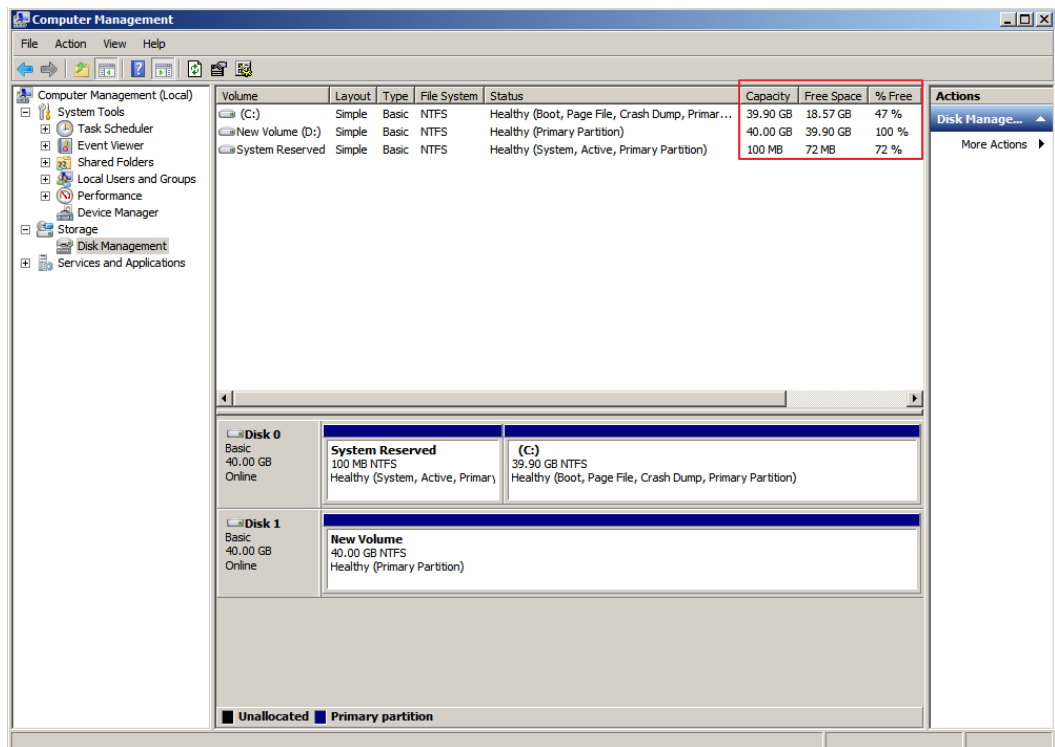 Computer Management
File Action View Help
Computer Management (Local)
System Tools
Task Scheduler
Event Viewer
Shared Folders
Local Users and Groups
Performance
Device Manager
Storage
Disk Management
Services and Applications
Volume Layout Type File System Status Capacity Free Space % Free
(C:) Simple Basic NTFS Healthy (Boot, Page File, Crash Dump, Primar... 39.90 GB 18.57 GB 47 %
New Volume (D:) Simple Basic NTFS Healthy (Primary Partition) 40.00 GB 39.90 GB 100 %
System Reserved Simple Basic NTFS Healthy (System, Active, Primary Partition) 100 MB 72 MB 72 %
Disk 0
Basic
40.00 GB
Online
System Reserved
100 MB NTFS
Healthy (System, Active, Primary
(C:)
39.90 GB NTFS
Healthy (Boot, Page File, Crash Dump, Primary Partition)
Disk 1
Basic
40.00 GB
Online
New Volume
40.00 GB NTFS
Healthy (Primary Partition)
Unallocated Primary partition
Actions
Disk Manage...
More Actions